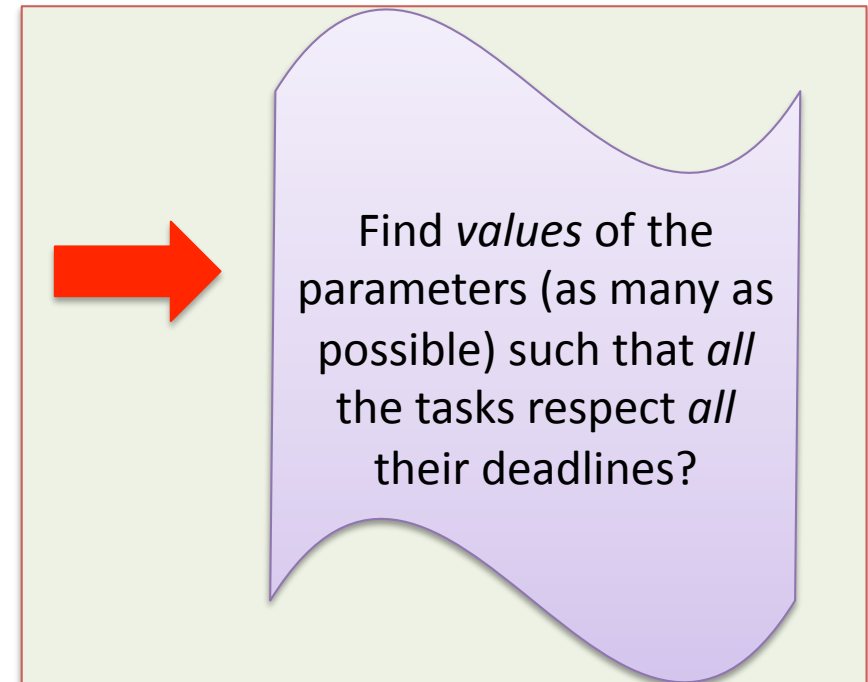 Find values of the
parameters (as many as
possible) such that all
the tasks respect all
their deadlines?